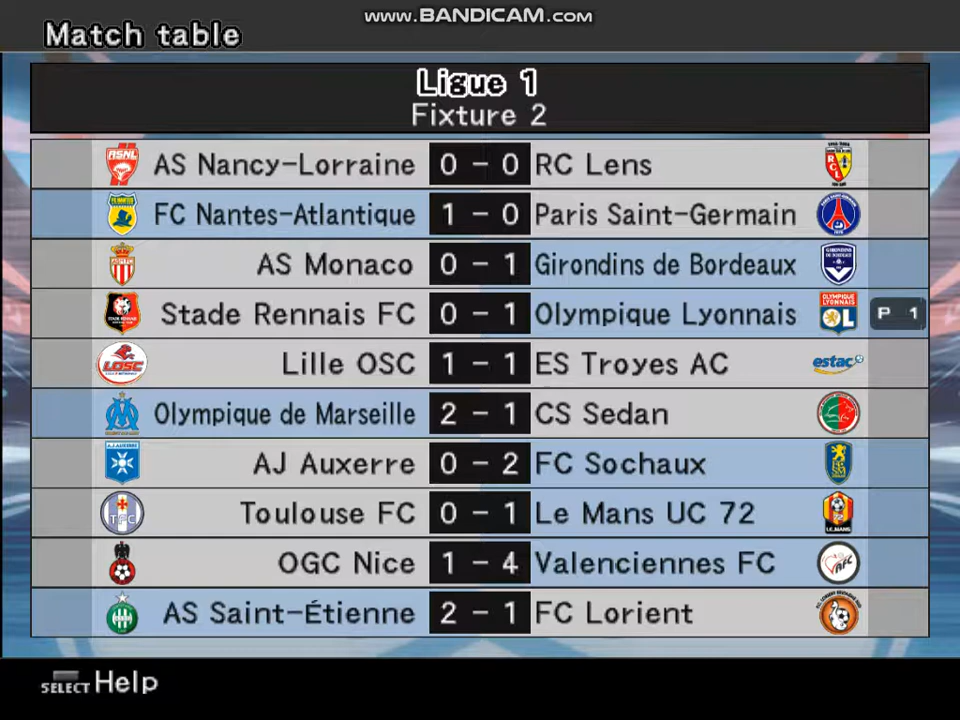 www.BANDICAM.com
Match table
Ligue 1
Fixture 2
AS Nancy-Lorraine 0 - 0 RC Lens
FC Nantes-Atlantique 1 - 0 Paris Saint-Germain
AS Monaco 0 - 1 Girondins de Bordeaux
Stade Rennais FC 0 - 1 Olympique Lyonnais P 1
Lille OSC 1 - 1 ES Troyes AC
Olympique de Marseille 2 - 1 CS Sedan
AJ Auxerre 0 - 2 FC Sochaux
Toulouse FC 0 - 1 Le Mans UC 72
OGC Nice 1 - 4 Valenciennes FC
AS Saint-Étienne 2 - 1 FC Lorient
SELECT Help